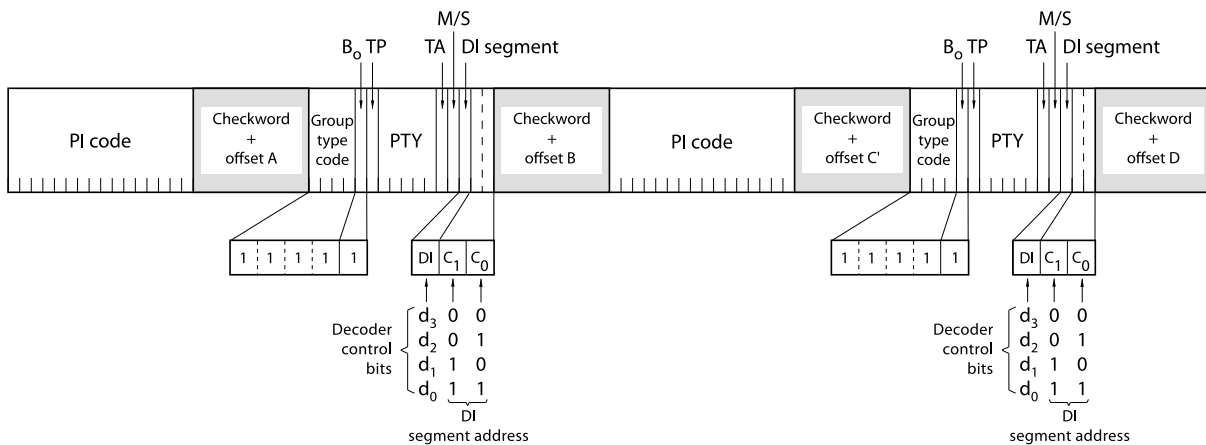 M/S
B₀ TP TA DI segment
M/S
B₀ TP TA DI segment
PI code
Checkword
+
offset A
Group
type
code
PTY
Checkword
+
offset B
PI code
Checkword
+
offset C'
Group
type
code
PTY
Checkword
+
offset D
1 1 1 1 1
DI C₁ C₀
1 1 1 1 1
DI C₁ C₀
Decoder
control
bits
d₃ 0 0
d₂ 0 1
d₁ 1 0
d₀ 1 1
DI
segment address
Decoder
control
bits
d₃ 0 0
d₂ 0 1
d₁ 1 0
d₀ 1 1
DI
segment address